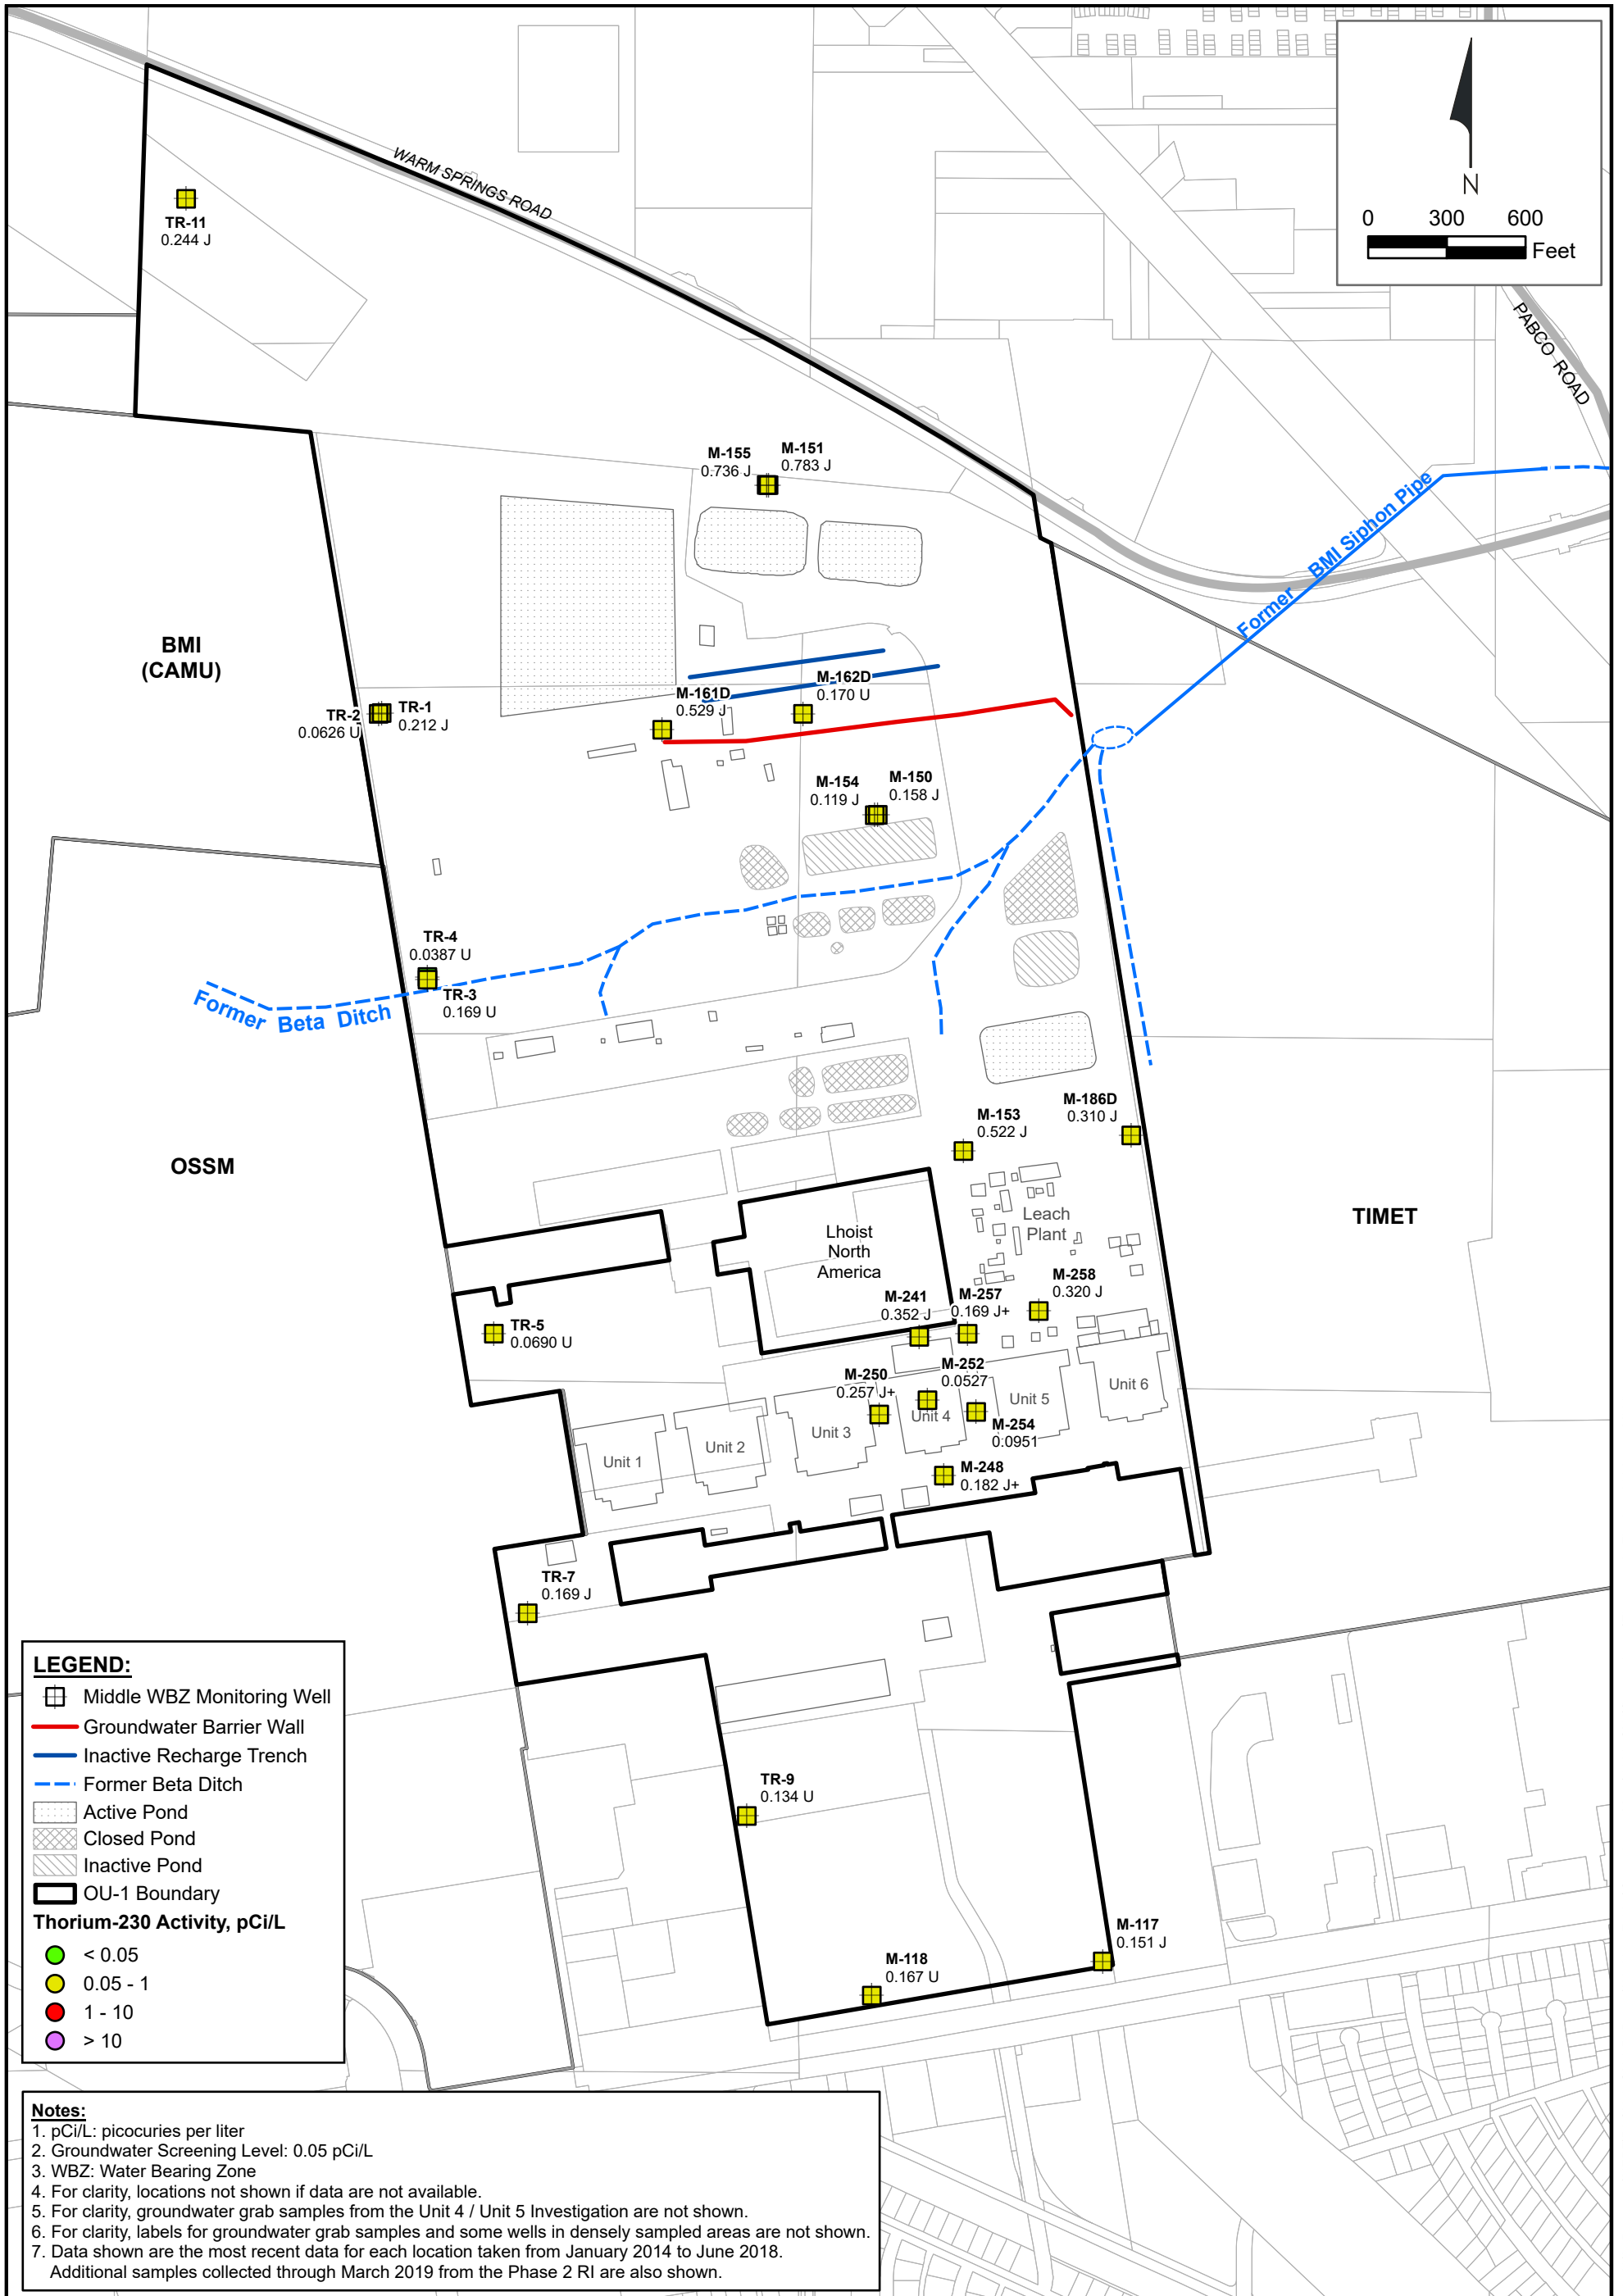 N
0 300 600
Feet
WARM SPRINGS ROAD
PABCO ROAD
TR-11
0.244 J
M-155
0.736 J
M-151
0.783 J
Former BMI Siphon Pipe
BMI
(CAMU)
M-161D
0.529 J
M-162D
0.170 U
TR-2
0.0626 U
TR-1
0.212 J
M-154
0.119 J
M-150
0.158 J
TR-4
0.0387 U
TR-3
0.169 U
Former Beta Ditch
OSSM
M-153
0.522 J
M-186D
0.310 J
TIMET
Leach
Plant
Lhoist
North
America
M-241
0.352 J
M-257
0.169 J+
M-258
0.320 J
TR-5
0.0690 U
M-250
0.257 J+
M-252
0.0527
M-254
0.0951
M-248
0.182 J+
Unit 1
Unit 2
Unit 3
Unit 4
Unit 5
Unit 6
TR-7
0.169 J
TR-9
0.134 U
M-118
0.167 U
M-117
0.151 J
LEGEND:
Middle WBZ Monitoring Well
Groundwater Barrier Wall
Inactive Recharge Trench
Former Beta Ditch
Active Pond
Closed Pond
Inactive Pond
OU-1 Boundary
Thorium-230 Activity, pCi/L
< 0.05
0.05 - 1
1 - 10
> 10
Notes:
1. pCi/L: picocuries per liter
2. Groundwater Screening Level: 0.05 pCi/L
3. WBZ: Water Bearing Zone
4. For clarity, locations not shown if data are not available.
5. For clarity, groundwater grab samples from the Unit 4 / Unit 5 Investigation are not shown.
6. For clarity, labels for groundwater grab samples and some wells in densely sampled areas are not shown.
7. Data shown are the most recent data for each location taken from January 2014 to June 2018.
Additional samples collected through March 2019 from the Phase 2 RI are also shown.